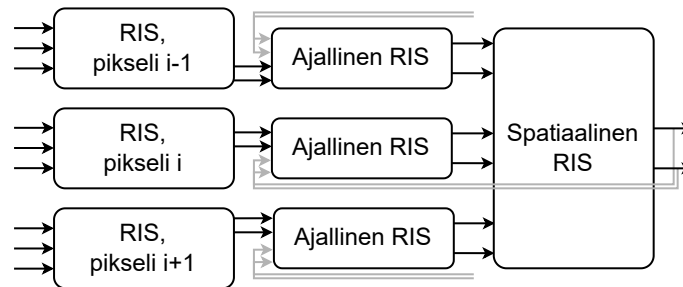 RIS,
pikseli i-1
Ajallinen RIS
RIS,
pikseli i
Ajallinen RIS
Spatiaalinen
RIS
RIS,
pikseli i+1
Ajallinen RIS